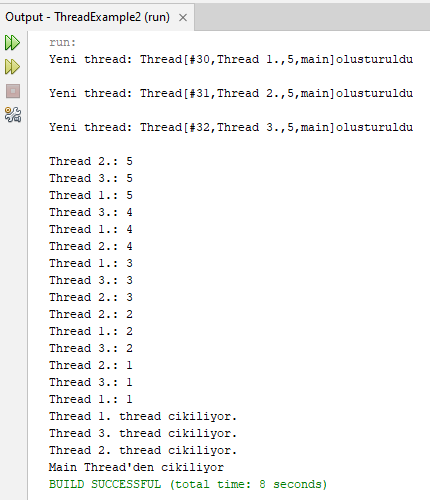 Output - ThreadExample2 (run) ×
run:
Yeni thread: Thread[#30,Thread 1.,5,main]olusturuldu
Yeni thread: Thread[#31,Thread 2.,5,main]olusturuldu
Yeni thread: Thread[#32,Thread 3.,5,main]olusturuldu
Thread 2.: 5
Thread 3.: 5
Thread 1.: 5
Thread 3.: 4
Thread 1.: 4
Thread 2.: 4
Thread 1.: 3
Thread 3.: 3
Thread 2.: 3
Thread 2.: 2
Thread 1.: 2
Thread 3.: 2
Thread 2.: 1
Thread 3.: 1
Thread 1.: 1
Thread 1. thread cikiliyor.
Thread 3. thread cikiliyor.
Thread 2. thread cikiliyor.
Main Thread'den cikiliyor
BUILD SUCCESSFUL (total time: 8 seconds)